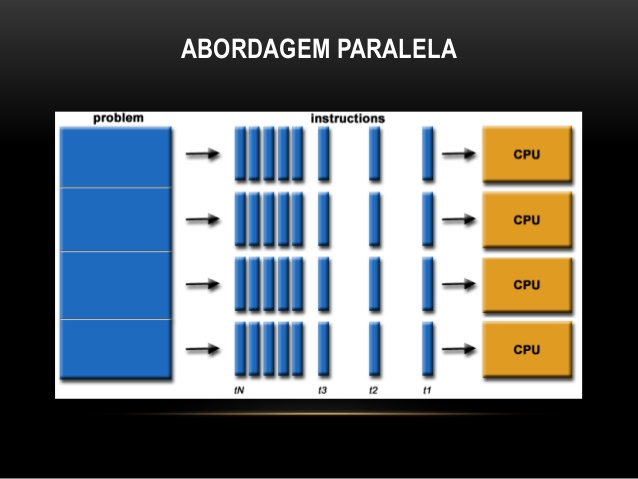 ABORDAGEM PARALELA
problem instructions
CPU
CPU
CPU
CPU
tN t3 t2 t1